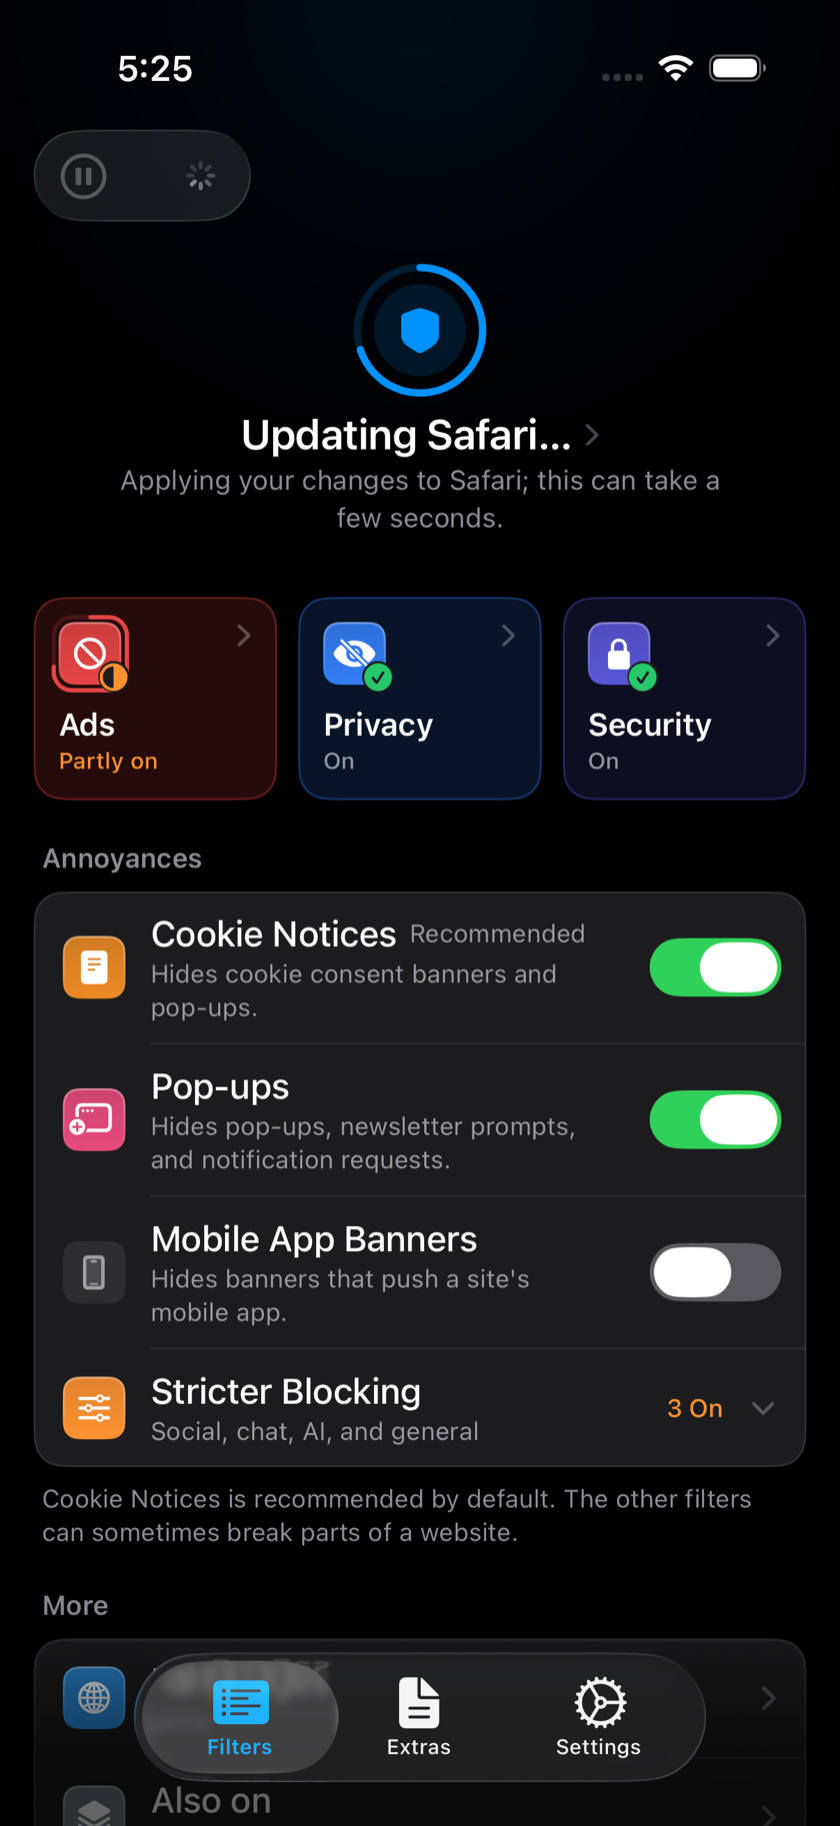 5:25
Updating Safari...
Applying your changes to Safari; this can take a
few seconds.
Ads
Partly on
Privacy
On
Security
On
Annoyances
Cookie Notices Recommended
Hides cookie consent banners and
pop-ups.
Pop-ups
Hides pop-ups, newsletter prompts,
and notification requests.
Mobile App Banners
Hides banners that push a site's
mobile app.
Stricter Blocking
Social, chat, AI, and general
3 On
Cookie Notices is recommended by default. The other filters
can sometimes break parts of a website.
More
Filters
Extras
Settings
Also on